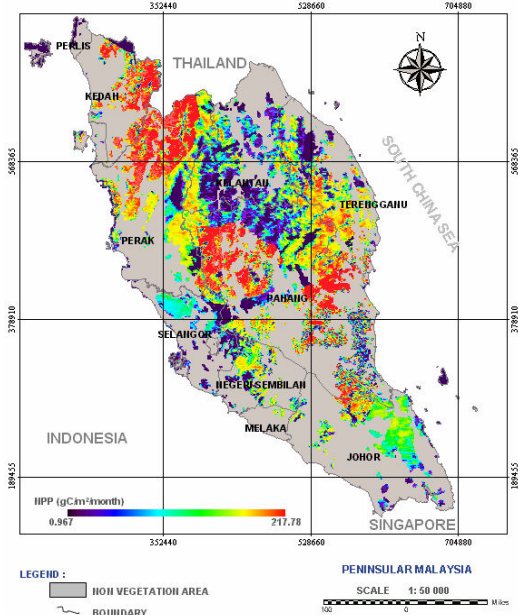 332440 528660 704880
PERLIS
THAILAND
N
KEDAH
568365 568365
SOUTH CHINA SEA
KELANTAN
TERENGGANU
PERAK
PAHANG
378910 378910
SELANGOR
NEGERI SEMBILAN
MELAKA
INDONESIA
JOHOR
189455 189455
NPP (gC/m²/month)
0.967 217.78
SINGAPORE
332440 528660 704880
LEGEND :
PENINSULAR MALAYSIA
NON VEGETATION AREA
SCALE 1: 50 000
Miles
100 0
BOUNDARY